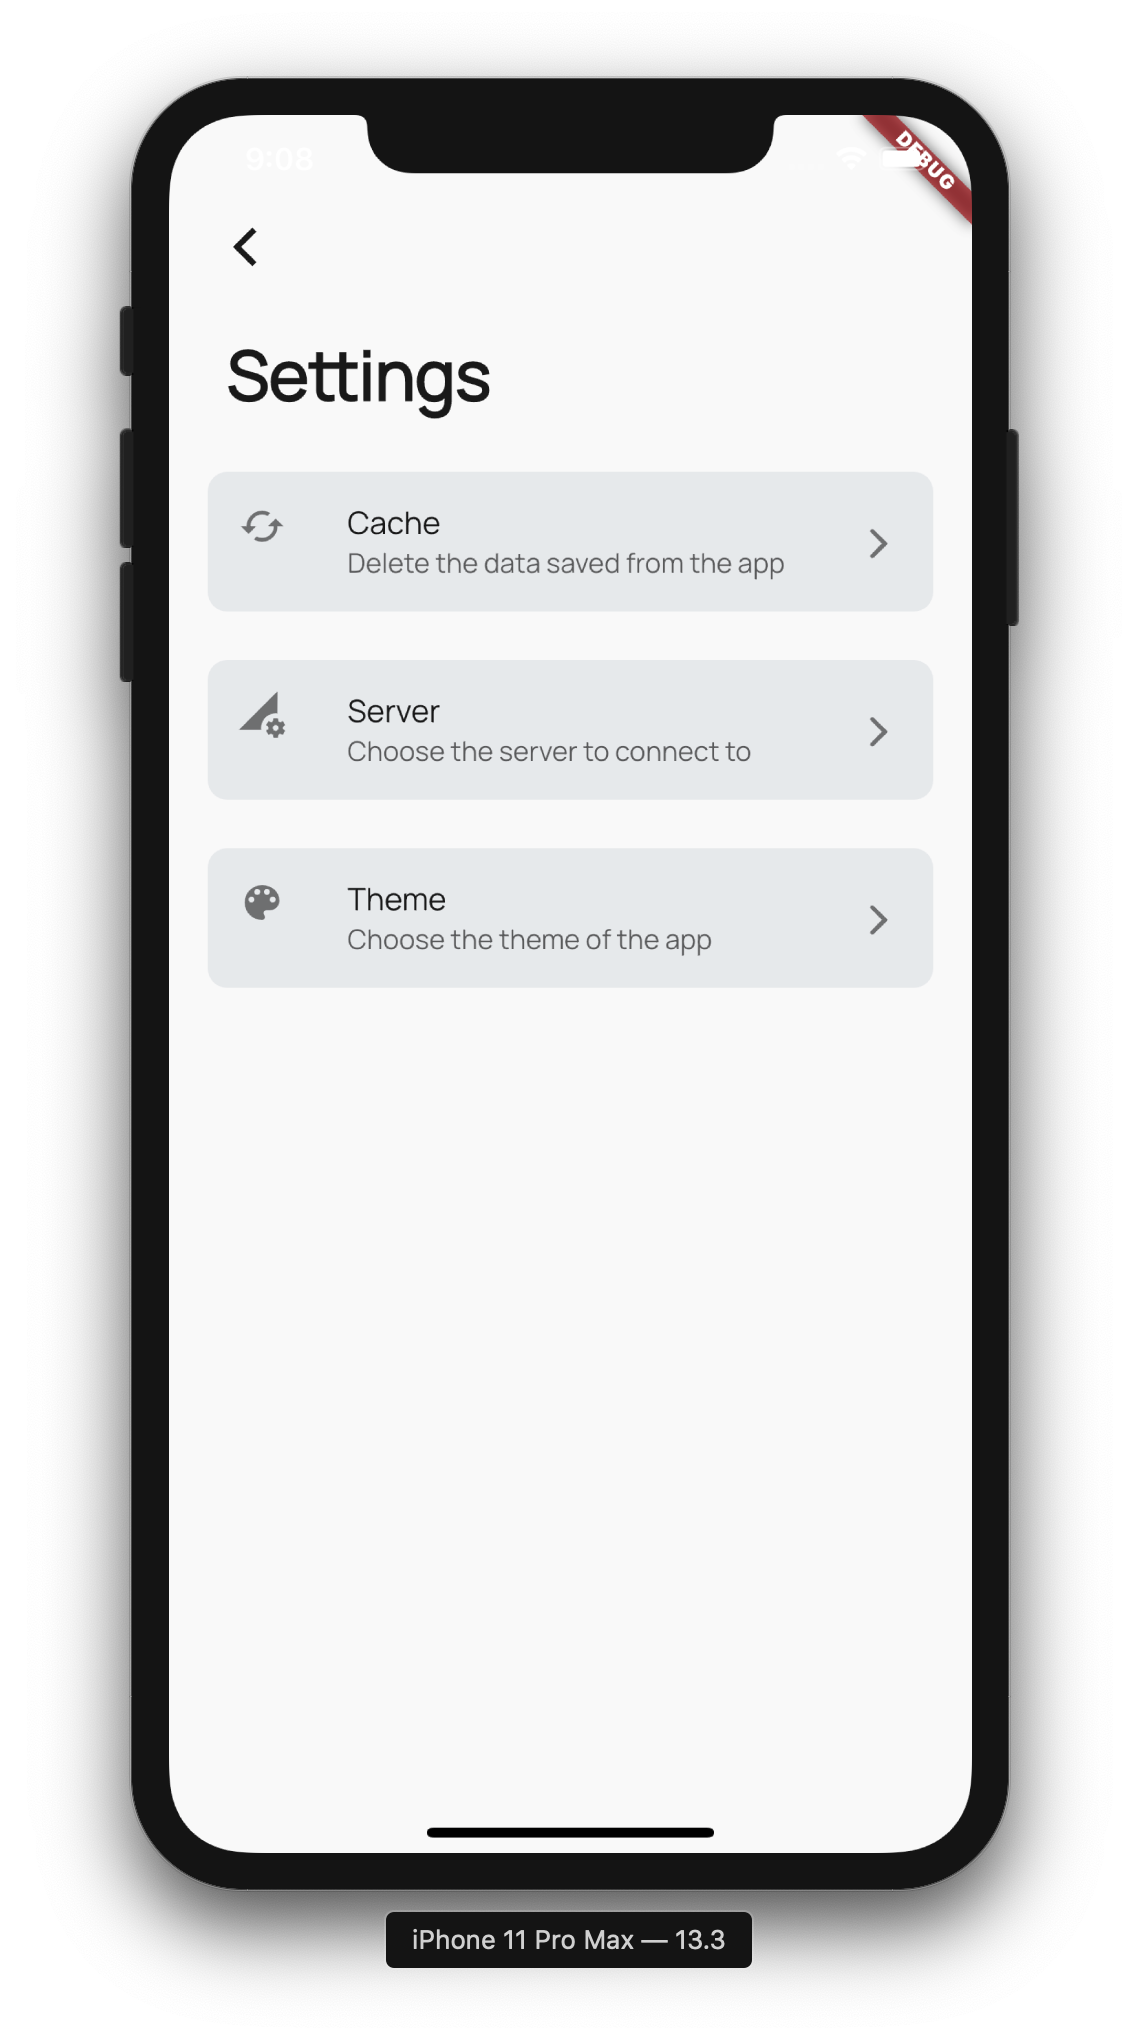 9:08
DEBUG
Settings
Cache
Delete the data saved from the app
Server
Choose the server to connect to
Theme
Choose the theme of the app
iPhone 11 Pro Max — 13.3